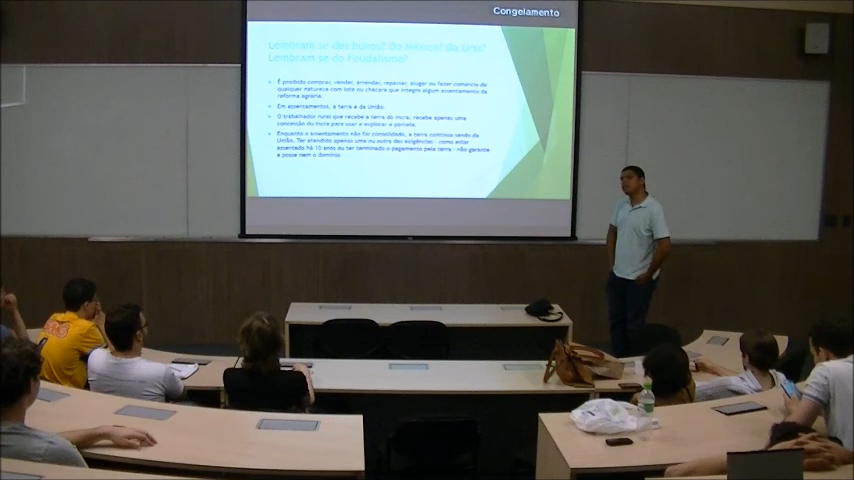 Congelamento
Lembram se dos hunos? Do México? Da Urss?
Lembram se do Feudalismo?
É proibido comprar, vender, arrendar, repassar, alugar ou fazer comércio de
qualquer natureza com lote ou chácara que integre algum assentamento da
reforma agrária.
Em assentamentos, a terra é da União.
O trabalhador rural que recebe a terra do Incra, recebe apenas uma
concessão do Incra para usar e explorar a parcela.
Enquanto o assentamento não for consolidado, a terra continua sendo da
União. Ter atendido apenas uma ou outra das exigências - como estar
assentado há 10 anos ou ter terminado o pagamento pela terra - não garante
a posse nem o domínio